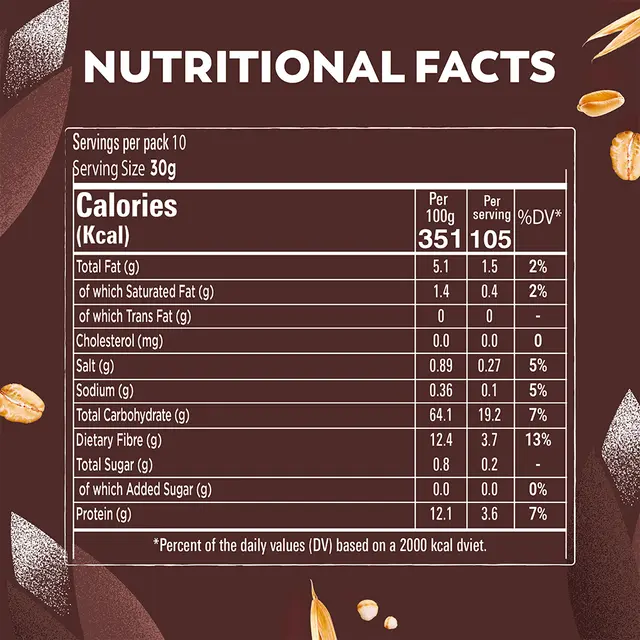 NUTRITIONAL FACTS
Servings per pack 10
Serving Size 30g
Calories (Kcal) Per 100g 351 Per serving 105 %DV*
Total Fat (g) 5.1 1.5 2%
of which Saturated Fat (g) 1.4 0.4 2%
of which Trans Fat (g) 0 0 -
Cholesterol (mg) 0.0 0.0 0
Salt (g) 0.89 0.27 5%
Sodium (g) 0.36 0.1 5%
Total Carbohydrate (g) 64.1 19.2 7%
Dietary Fibre (g) 12.4 3.7 13%
Total Sugar (g) 0.8 0.2 -
of which Added Sugar (g) 0.0 0.0 0%
Protein (g) 12.1 3.6 7%
*Percent of the daily values (DV) based on a 2000 kcal dviet.